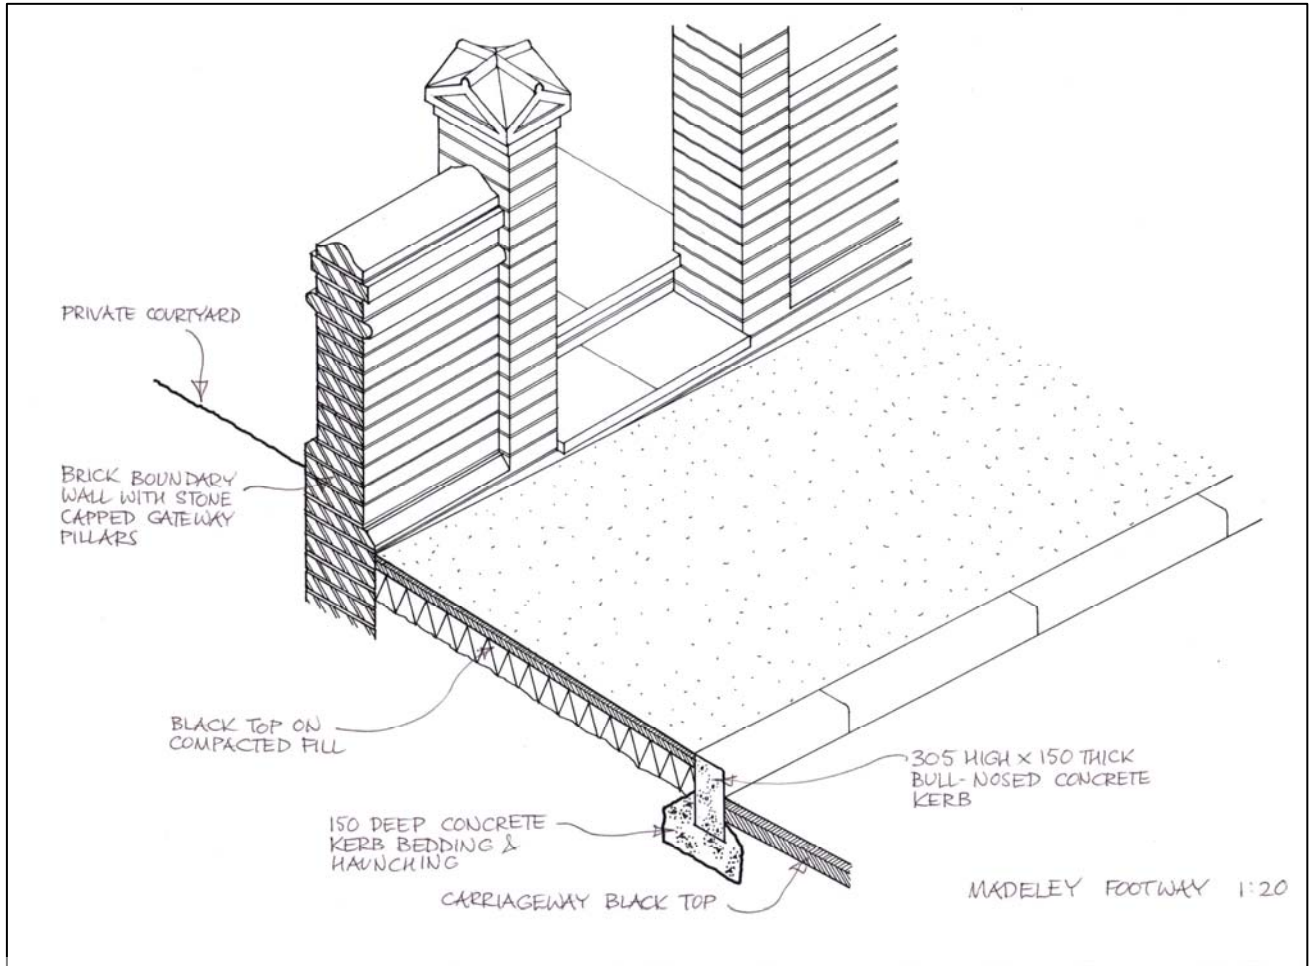 PRIVATE COURTYARD
BRICK BOUNDARY
WALL WITH STONE
CAPPED GATEWAY
PILLARS
BLACK TOP ON
COMPACTED FILL
305 HIGH × 150 THICK
BULL-NOSED CONCRETE
KERB
150 DEEP CONCRETE
KERB BEDDING &
HAUNCHING
CARRIAGEWAY BLACK TOP
MADELEY FOOTWAY 1:20